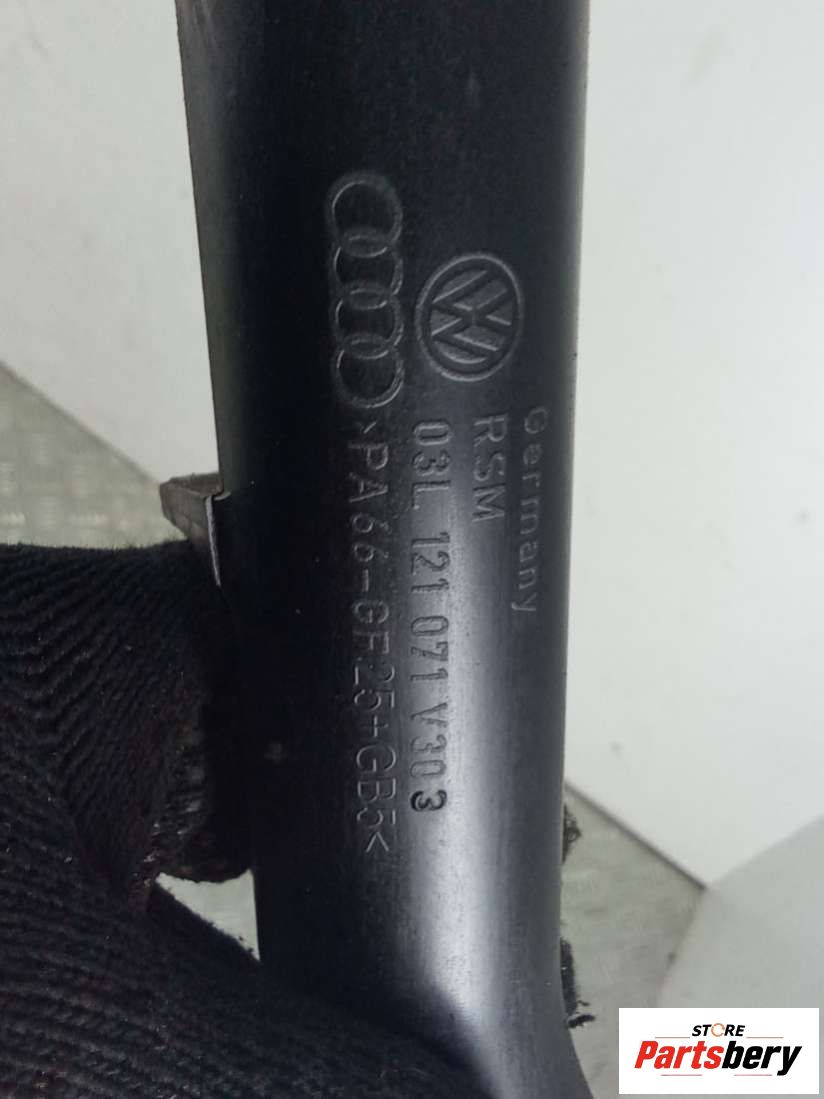 Germany
RSM
03L 121 071 V303
>PA66-GF25+GB5<
STORE
Partsbery